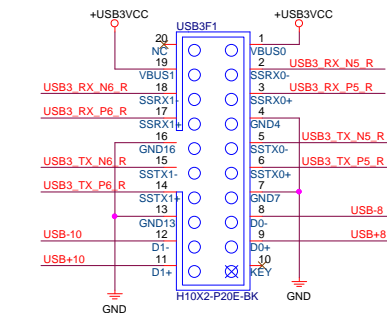 +USB3VCC
+USB3VCC
USB3F1
20
NC
1
VBUS0
19
VBUS1
2
USB3_RX_N5_R
SSRX0-
USB3_RX_N6_R
18
SSRX1-
3
USB3_RX_P5_R
SSRX0+
USB3_RX_P6_R
17
SSRX1+
4
GND4
16
GND16
5
USB3_TX_N5_R
SSTX0-
USB3_TX_N6_R
15
SSTX1-
6
USB3_TX_P5_R
SSTX0+
USB3_TX_P6_R
14
SSTX1+
7
GND7
13
GND13
8
USB-8
D0-
USB-10
12
D1-
9
USB+8
D0+
USB+10
11
D1+
10
KEY
H10X2-P20E-BK
GND
GND